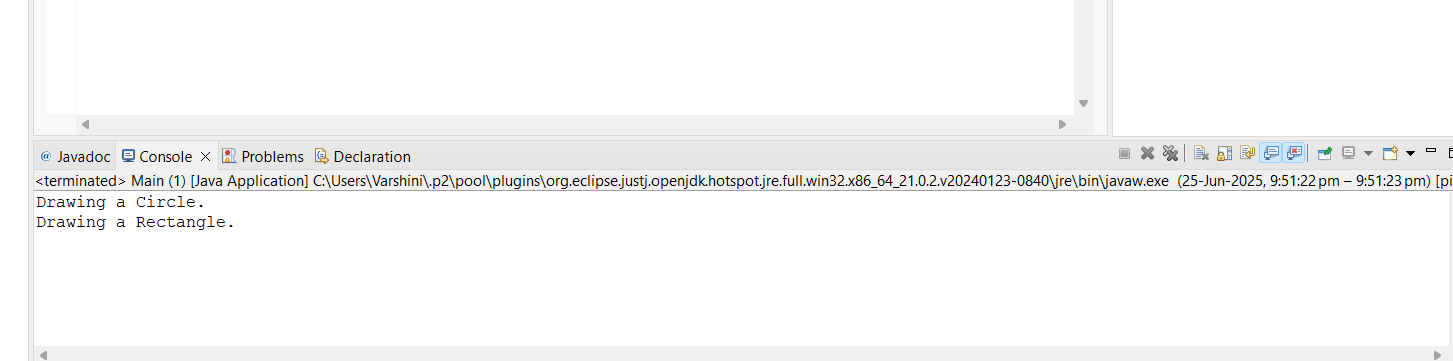 @ Javadoc Console Problems Declaration
<terminated> Main (1) [Java Application] C:\Users\Varshini\.p2\pool\plugins\org.eclipse.justj.openjdk.hotspot.jre.full.win32.x86_64_21.0.2.v20240123-0840\jre\bin\javaw.exe (25-Jun-2025, 9:51:22 pm – 9:51:23 pm) [pi
Drawing a Circle.
Drawing a Rectangle.